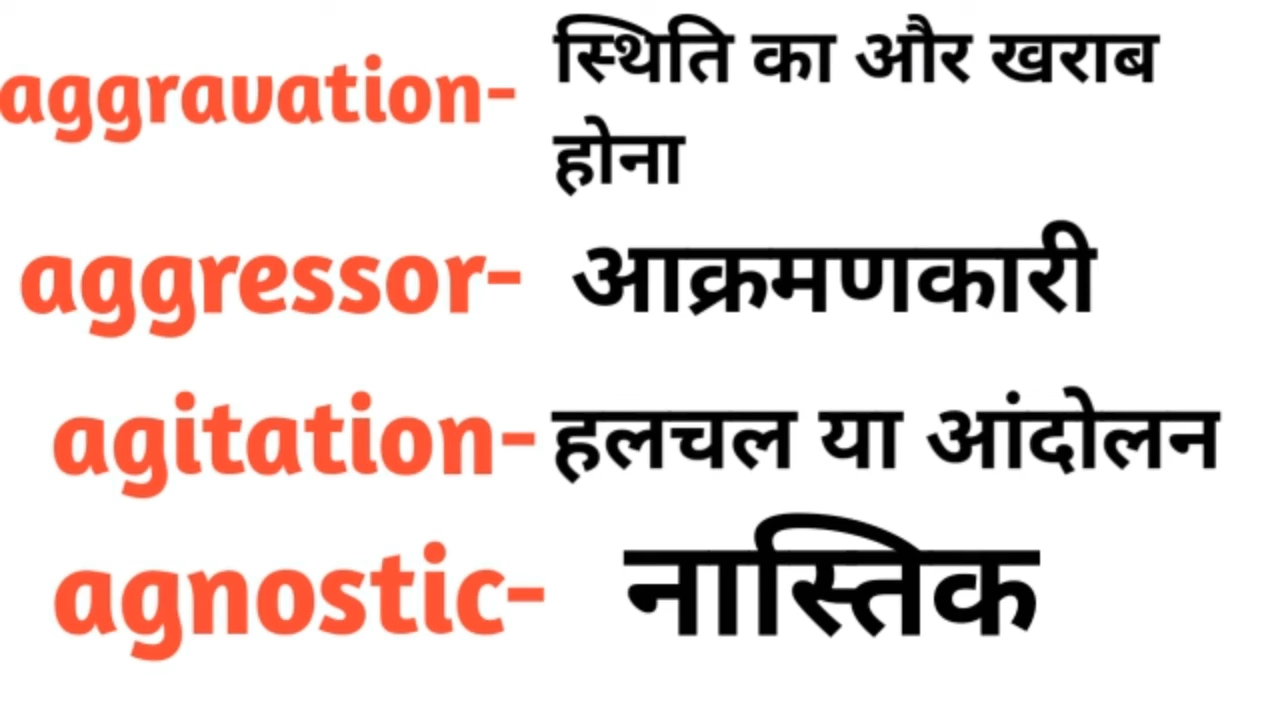 aggravation- स्थिति का और खराब
होना
aggressor- आक्रमणकारी
agitation- हलचल या आंदोलन
agnostic- नास्तिक